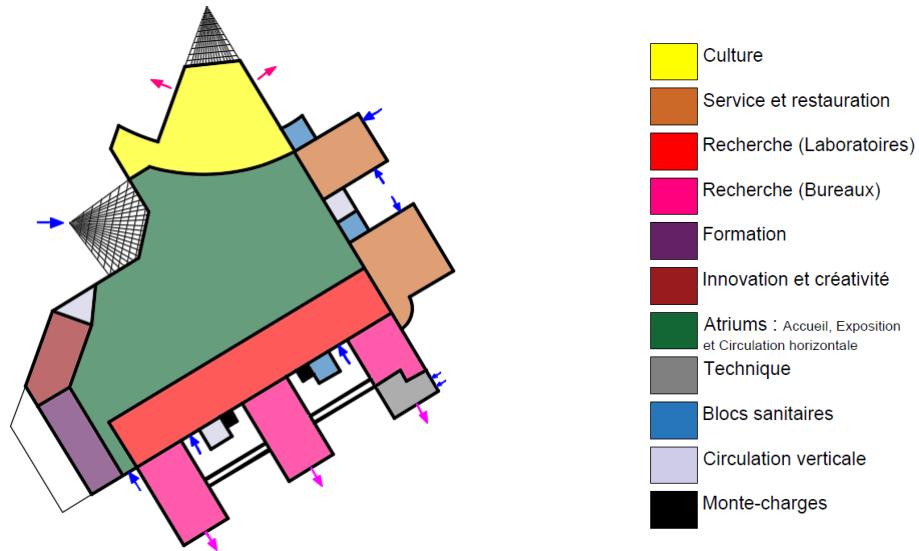 Culture
Service et restauration
Recherche (Laboratoires)
Recherche (Bureaux)
Formation
Innovation et créativité
Atriums : Accueil, Exposition
et Circulation horizontale
Technique
Blocs sanitaires
Circulation verticale
Monte-charges